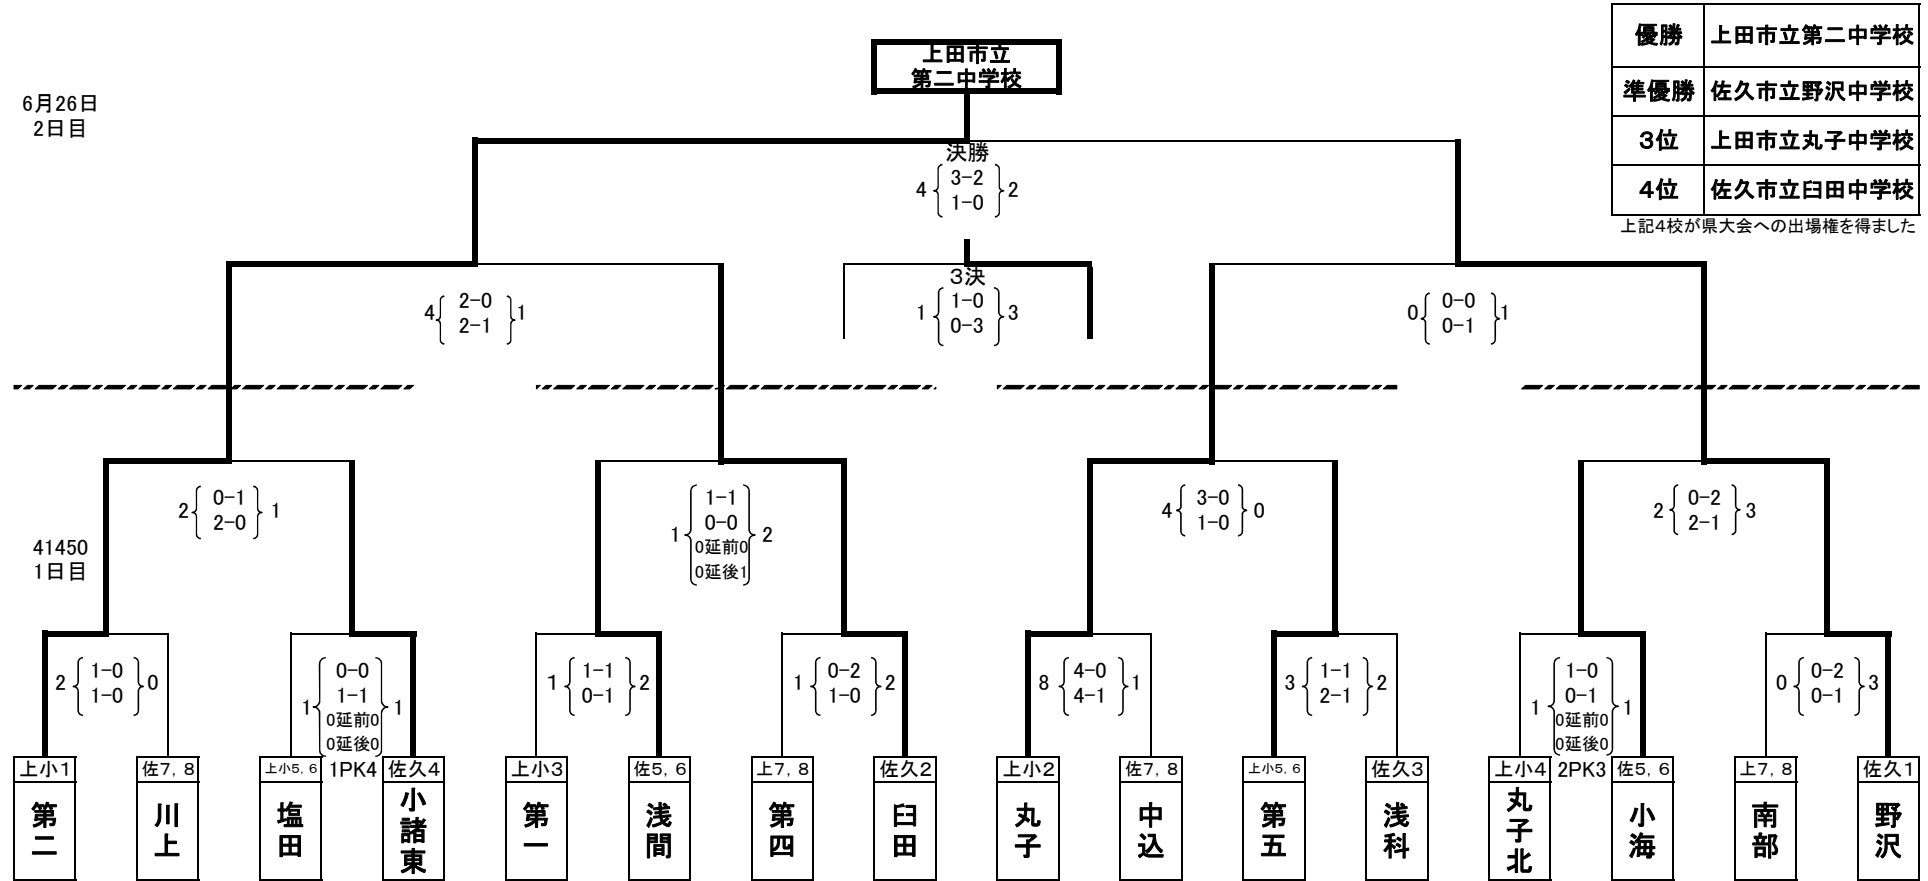 優勝 上田市立第二中学校
準優勝 佐久市立野沢中学校
３位 上田市立丸子中学校
４位 佐久市立臼田中学校
上記４校が県大会への出場権を得ました
上田市立
第二中学校
6月26日
2日目
決勝
4 3-2 2
1-0
3決
4 2-0 1
2-1
1 1-0 3
0-3
0 0-0 1
0-1
2 0-1 1
2-0
1 1-1 2
0-0
0延前0
0延後1
4 3-0 0
1-0
2 0-2 3
2-1
41450
1日目
2 1-0 0
1-0
1 0-0 1
1-1
0延前0
0延後0
1PK4
1 1-1 2
0-1
1 0-2 2
1-0
8 4-0 1
4-1
3 1-1 2
2-1
1 1-0 1
0-1
0延前0
0延後0
2PK3
0 0-2 3
0-1
上小1 佐7,8 上小5,6 佐久4 上小3 佐5,6 上7,8 佐久2 上小2 佐7,8 上小5,6 佐久3 上小4 佐5,6 上7,8 佐久1
第二 川上 塩田 小諸東 第一 浅間 第四 臼田 丸子 中込 第五 浅科 丸子北 小海 南部 野沢